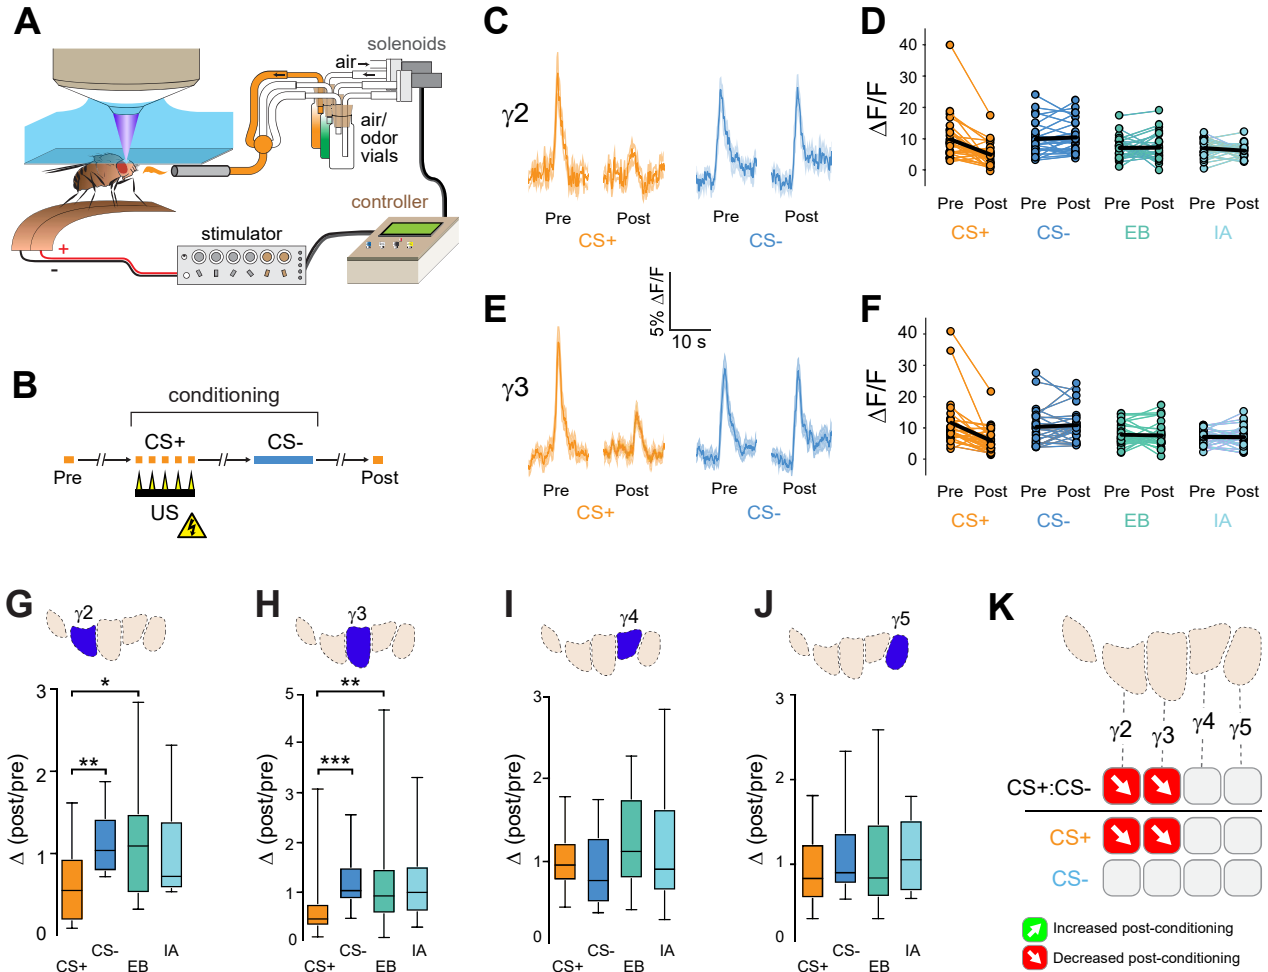 A
solenoids
air
air/
odor
vials
controller
stimulator
+
-
B
conditioning
CS+
CS-
Pre
Post
US
C
γ2
Pre
Post
CS+
Pre
Post
CS-
5% ΔF/F
10 s
D
ΔF/F
40
30
20
10
0
Pre Post
Pre Post
Pre Post
Pre Post
CS+
CS-
EB
IA
E
γ3
Pre
Post
CS+
Pre
Post
CS-
F
ΔF/F
40
30
20
10
0
Pre Post
Pre Post
Pre Post
Pre Post
CS+
CS-
EB
IA
G
γ2
Δ (post/pre)
3
2
1
0
*
**
CS+
CS-
EB
IA
H
γ3
Δ (post/pre)
5
4
3
2
1
0
**
***
CS+
CS-
EB
IA
I
γ4
Δ (post/pre)
3
2
1
0
CS+
CS-
EB
IA
J
γ5
Δ (post/pre)
3
2
1
0
CS+
CS-
EB
IA
K
γ2
γ3
γ4
γ5
CS+:CS-
CS+
CS-
Increased post-conditioning
Decreased post-conditioning